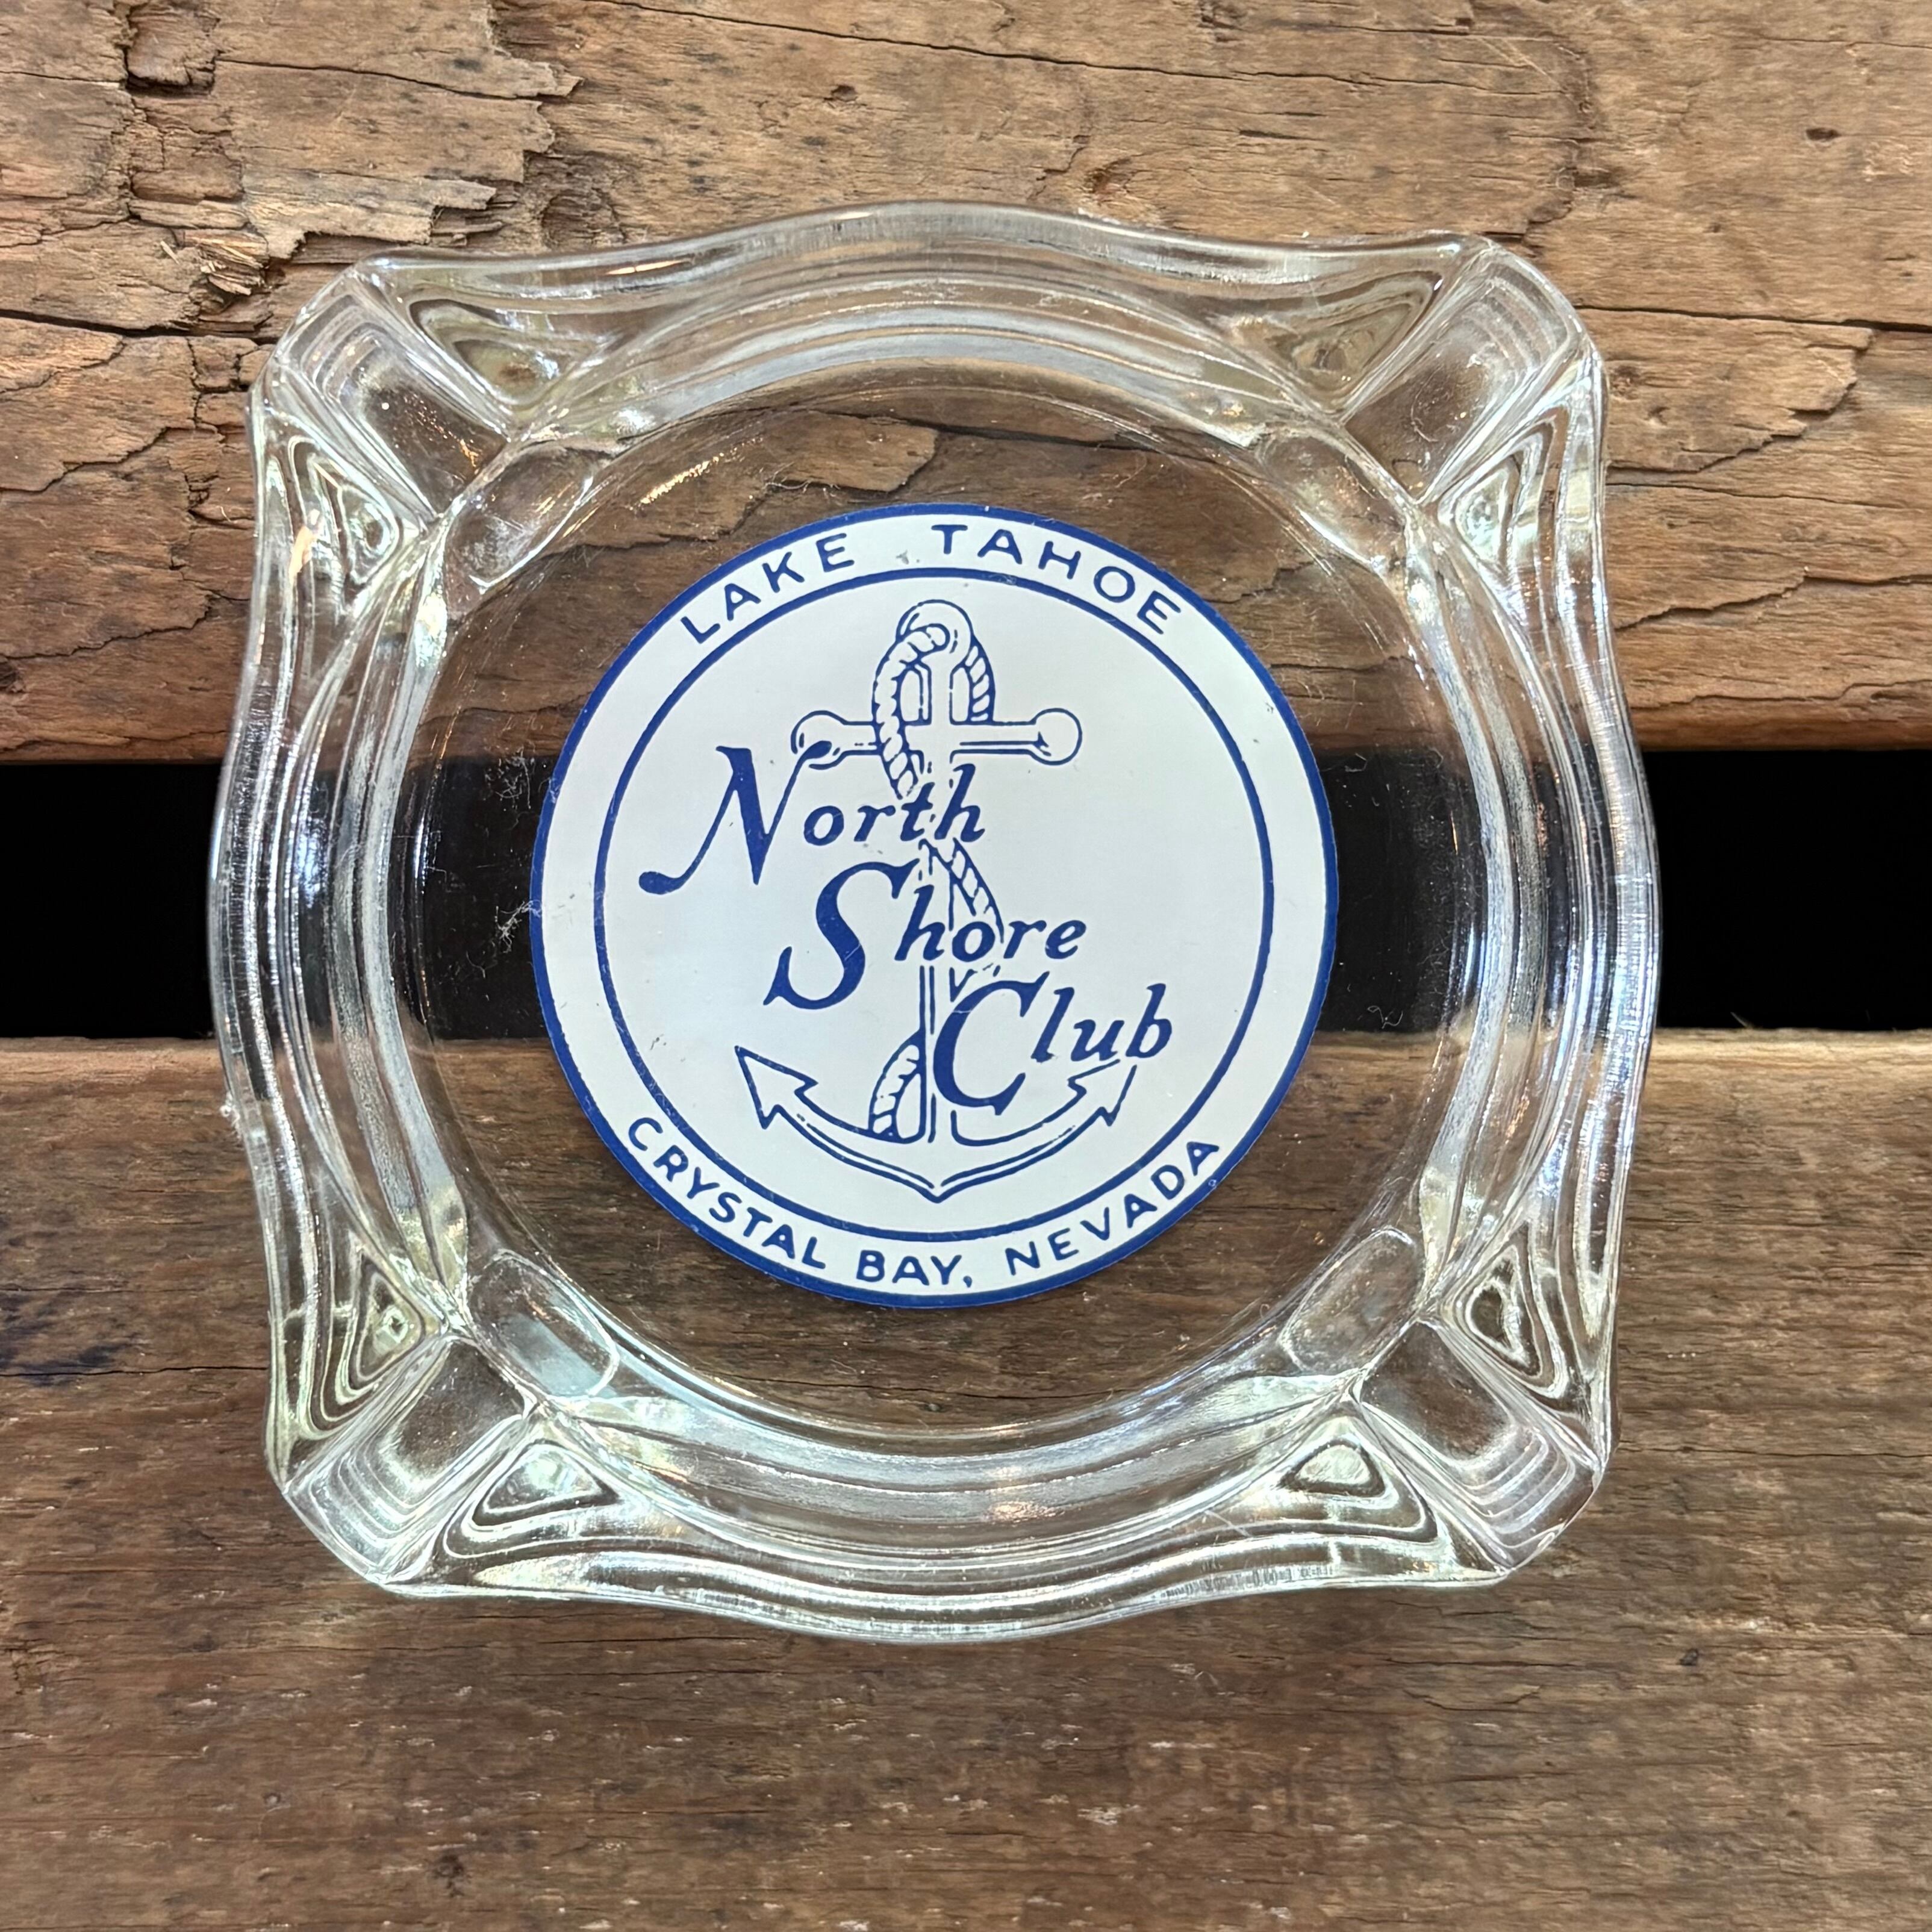 LAKE TAHOE
North
Shore
Club
CRYSTAL BAY, NEVADA